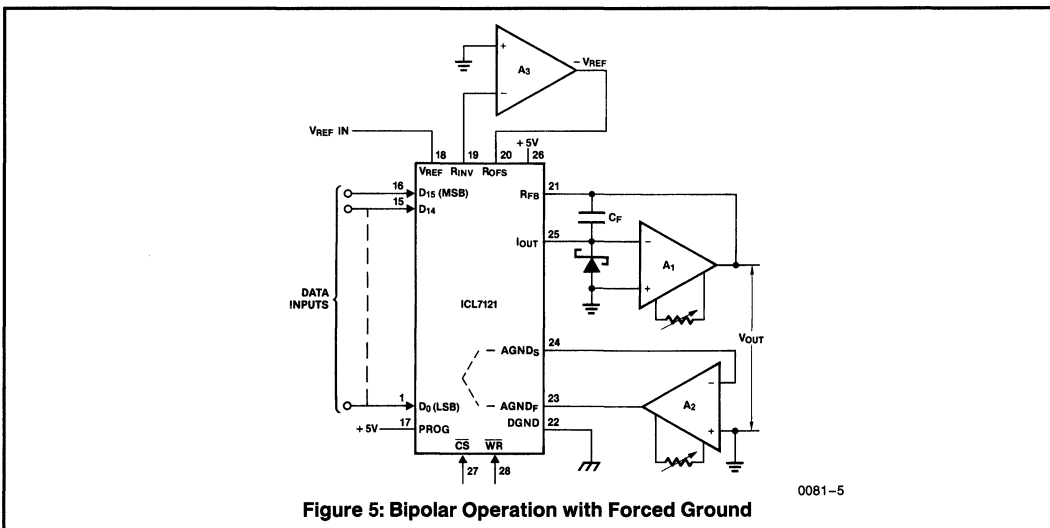 +
A3
−
− VREF
VREF IN
+ 5V
18 19 20 26
VREF RINV ROFS
16 D15 (MSB)
15 D14
RFB 21
CF
IOUT 25
−
A1
+
DATA
INPUTS
ICL7121
VOUT
AGNDS 24
−
A2
+
1 D0 (LSB)
AGNDF 23
17
+ 5V PROG
DGND 22
CS WR
27 28
0081–5
Figure 5: Bipolar Operation with Forced Ground